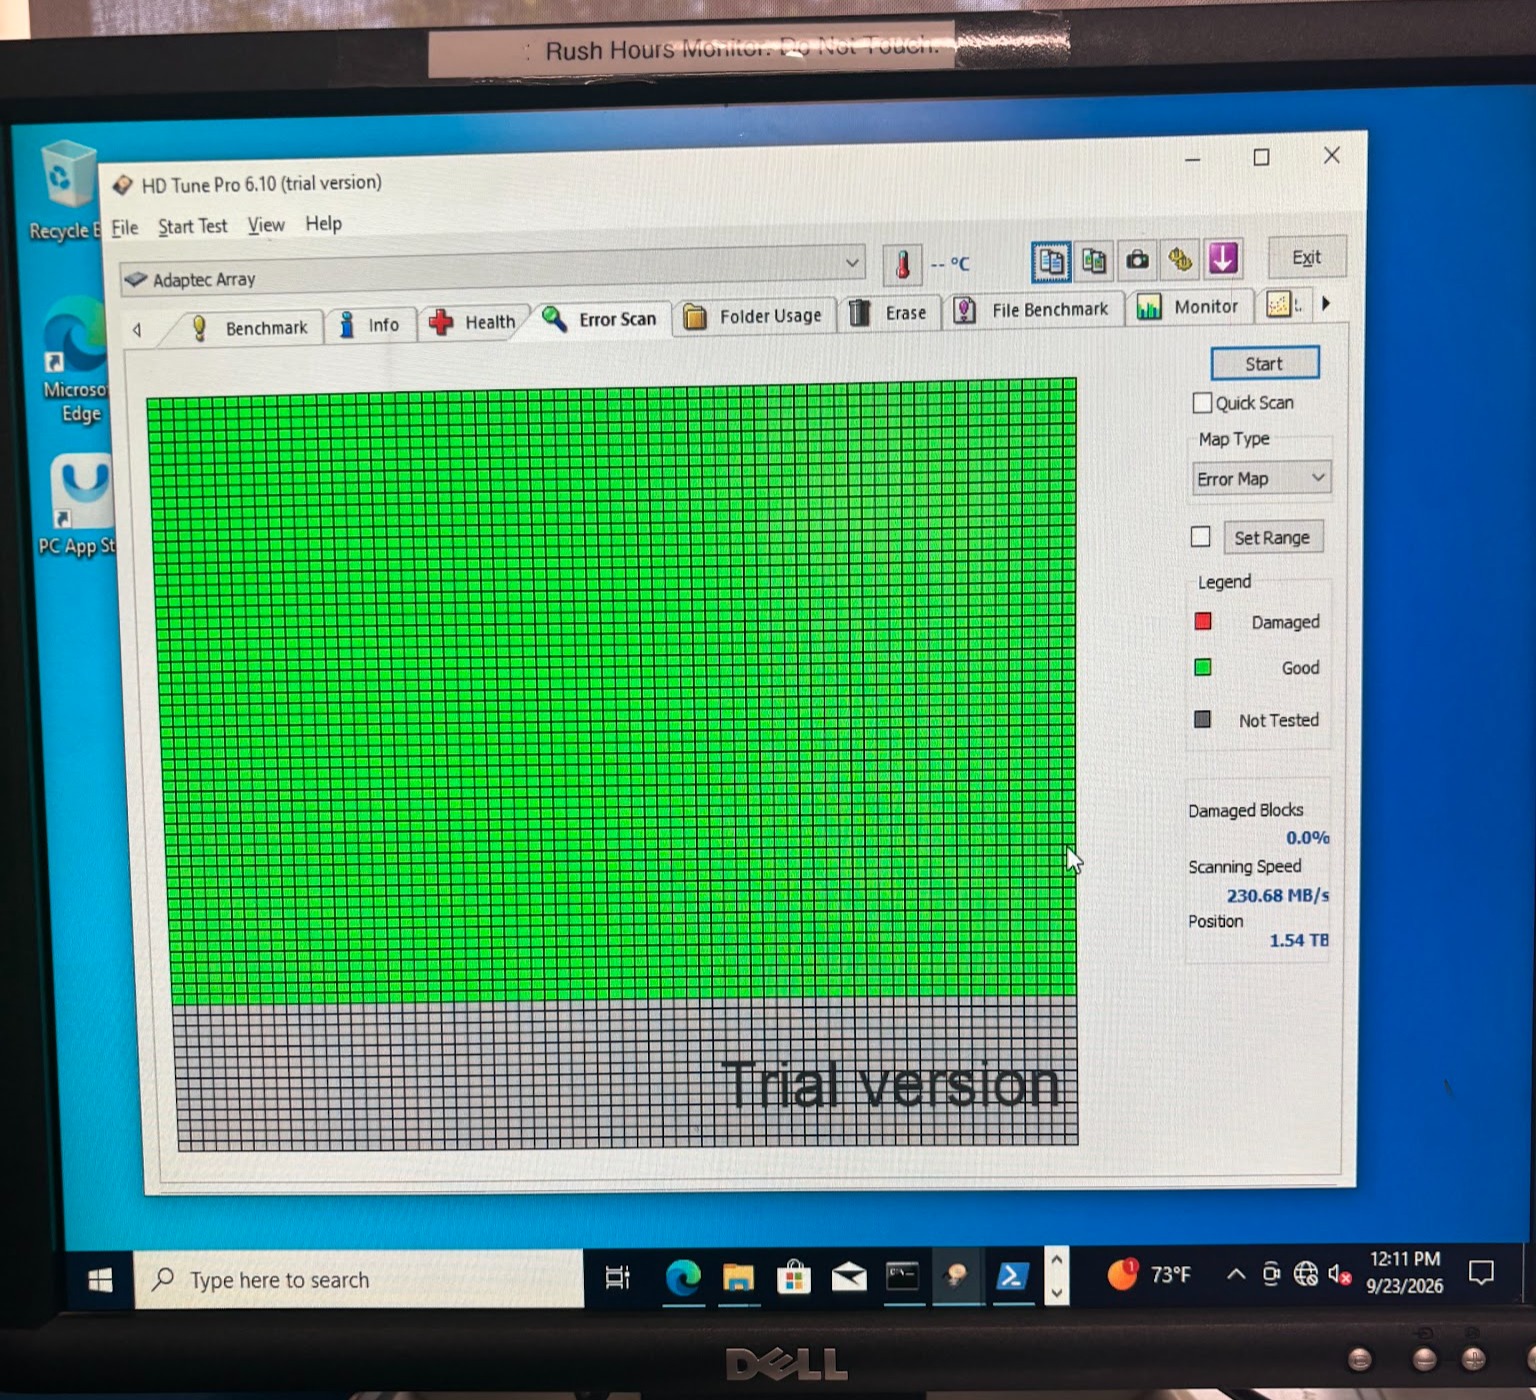 Rush Hours Monitor. Do Not Touch.
HD Tune Pro 6.10 (trial version)
Recycle B
File Start Test View Help
Adaptec Array
-- °C
Exit
Benchmark Info Health Error Scan Folder Usage Erase File Benchmark Monitor
Start
Quick Scan
Microso
Edge
Map Type
Error Map
PC App St
Set Range
Legend
Damaged
Good
Not Tested
Damaged Blocks
0.0%
Scanning Speed
230.68 MB/s
Position
1.54 TB
Trial version
Type here to search
1
73°F
12:11 PM
9/23/2026
DELL